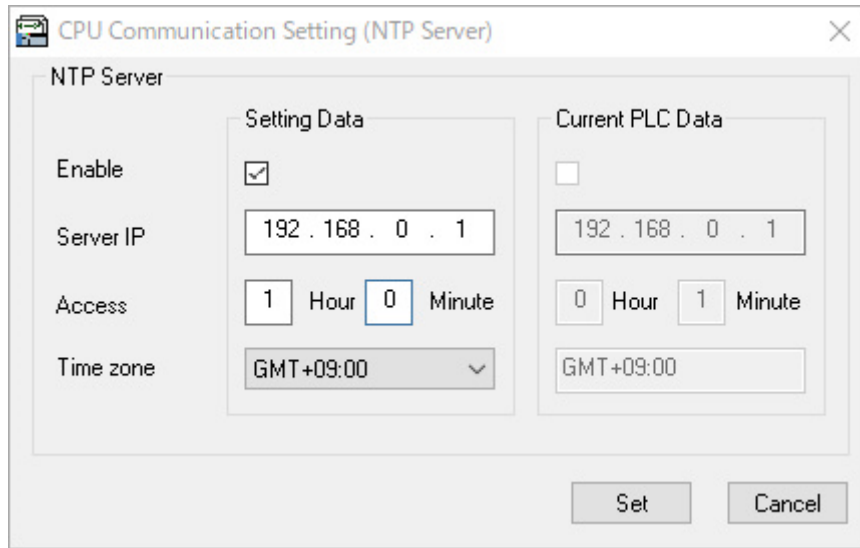 CPU Communication Setting (NTP Server)
NTP Server
Setting Data Current PLC Data
Enable
Server IP 192 . 168 . 0 . 1 192 . 168 . 0 . 1
Access 1 Hour 0 Minute 0 Hour 1 Minute
Time zone GMT+09:00 GMT+09:00
Set Cancel